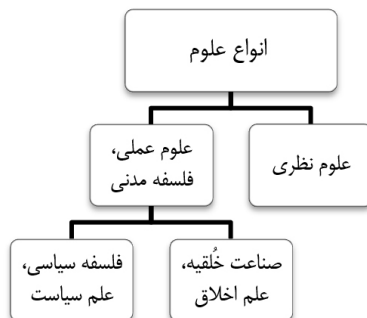 انواع علوم
علوم نظری
علوم عملی،
فلسفه مدنی
صناعت خُلقیه،
علم اخلاق
فلسفه سیاسی،
علم سیاست